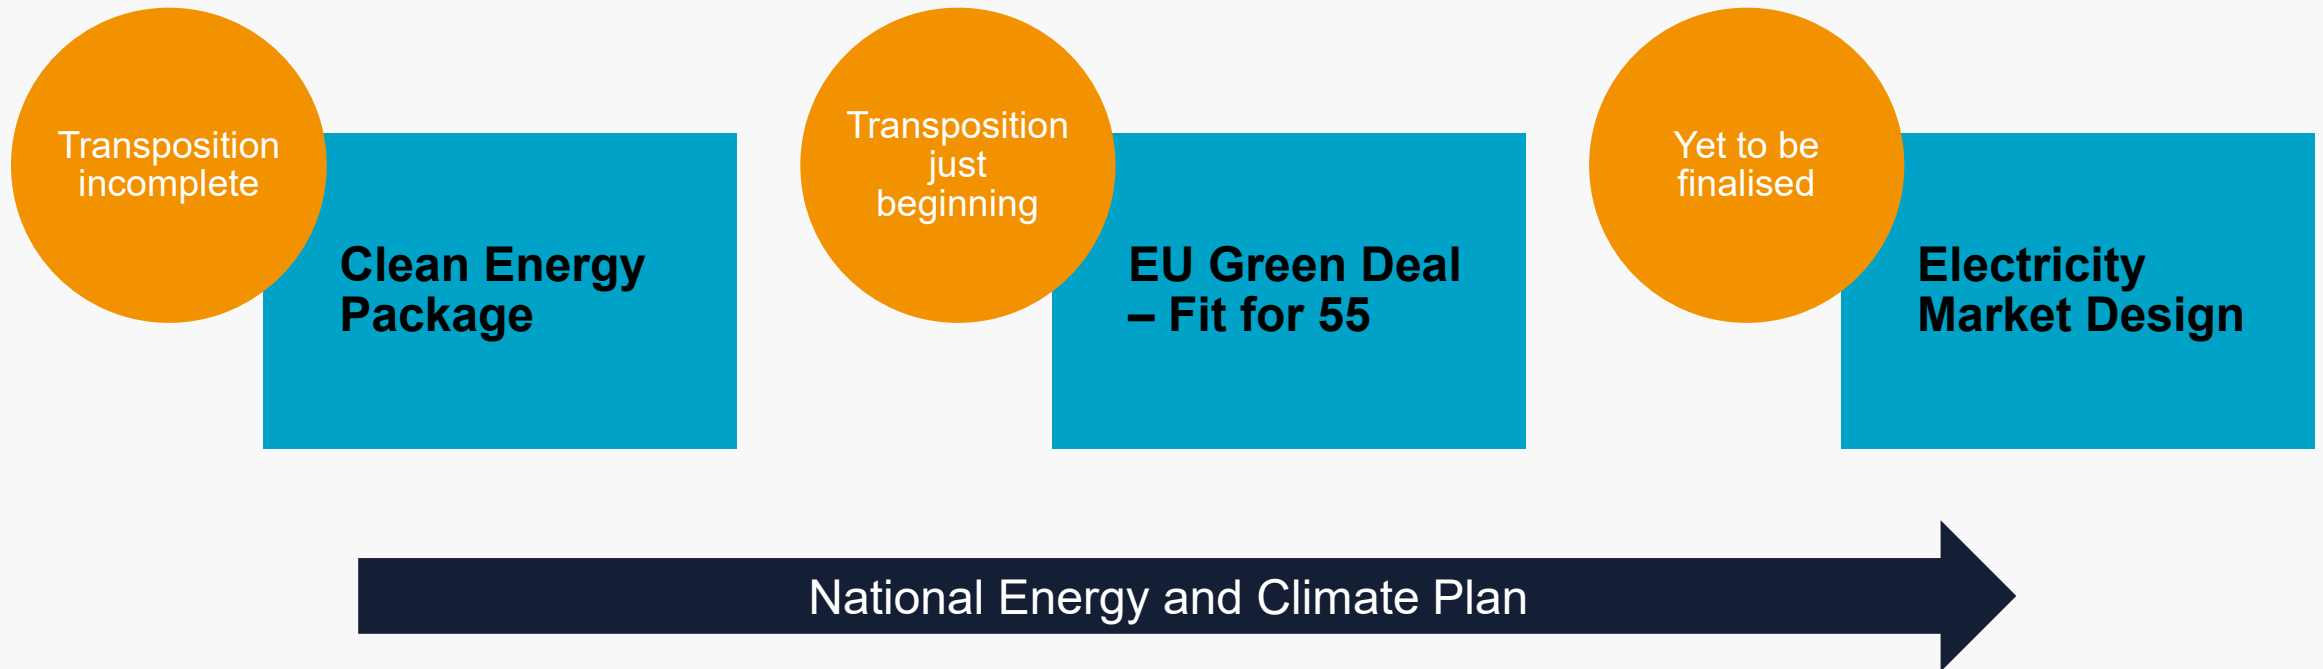 Transposition
incomplete
Clean Energy
Package
Transposition
just
beginning
EU Green Deal
– Fit for 55
Yet to be
finalised
Electricity
Market Design
National Energy and Climate Plan